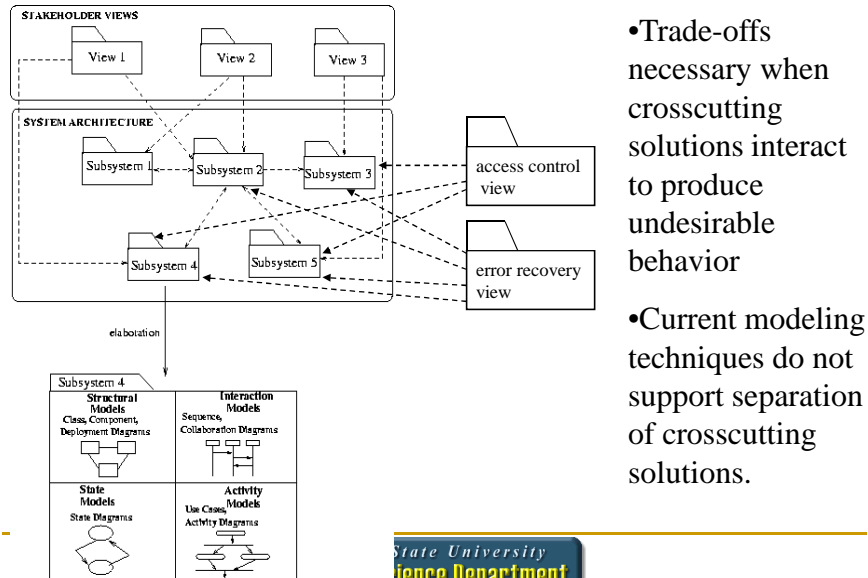 STAKEHOLDER VIEWS
View 1
View 2
View 3
SYSTEM ARCHITECTURE
Subsystem 1
Subsystem 2
Subsystem 3
Subsystem 4
Subsystem 5
access control
view
error recovery
view
elaboration
Subsystem 4
Structural
Models
Class, Component,
Deployment Diagrams
Interaction
Models
Sequence,
Collaboration Diagrams
State
Models
State Diagrams
Activity
Models
Use Cases,
Activity Diagrams
•Trade-offs
necessary when
crosscutting
solutions interact
to produce
undesirable
behavior
•Current modeling
techniques do not
support separation
of crosscutting
solutions.
State University
Department